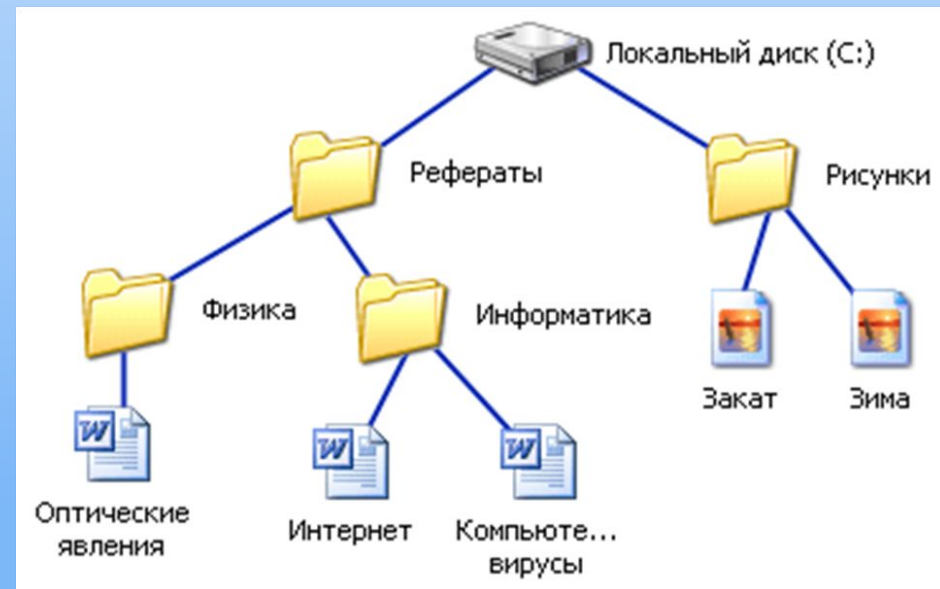 Локальный диск (C:)
Рефераты
Рисунки
Физика
Информатика
Закат
Зима
Оптические
явления
Интернет
Компьюте...
вирусы